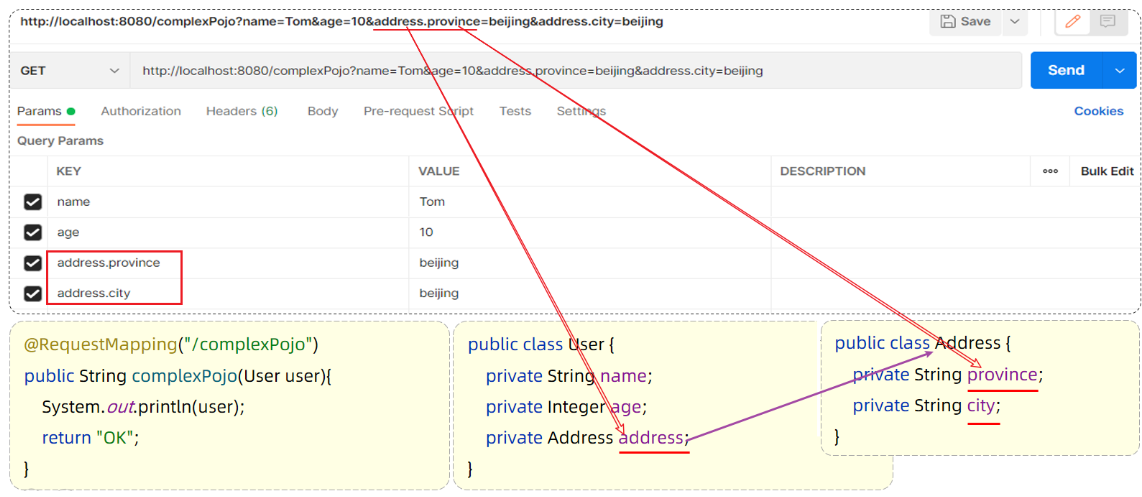 http://localhost:8080/complexPojo?name=Tom&age=10&address.province=beijing&address.city=beijing
Save
GET
http://localhost:8080/complexPojo?name=Tom&age=10&address.province=beijing&address.city=beijing
Send
Params
Authorization
Headers (6)
Body
Pre-request Script
Tests
Settings
Cookies
Query Params
KEY
VALUE
DESCRIPTION
Bulk Edit
name
Tom
age
10
address.province
beijing
address.city
beijing
@RequestMapping("/complexPojo")
public String complexPojo(User user){
System.out.println(user);
return "OK";
}
public class User {
private String name;
private Integer age;
private Address address;
}
public class Address {
private String province;
private String city;
}